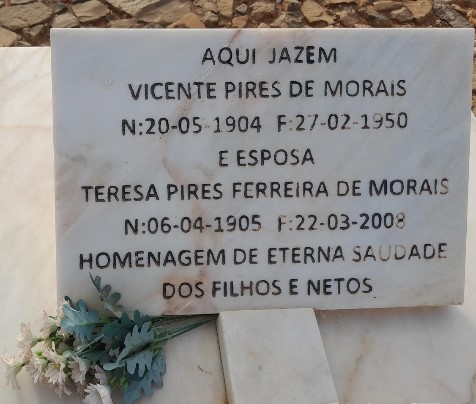 AQUI JAZEM
VICENTE PIRES DE MORAIS
N:20-05-1904 F:27-02-1950
E ESPOSA
TERESA PIRES FERREIRA DE MORAIS
N:06-04-1905 F:22-03-2008
HOMENAGEM DE ETERNA SAUDADE
DOS FILHOS E NETOS